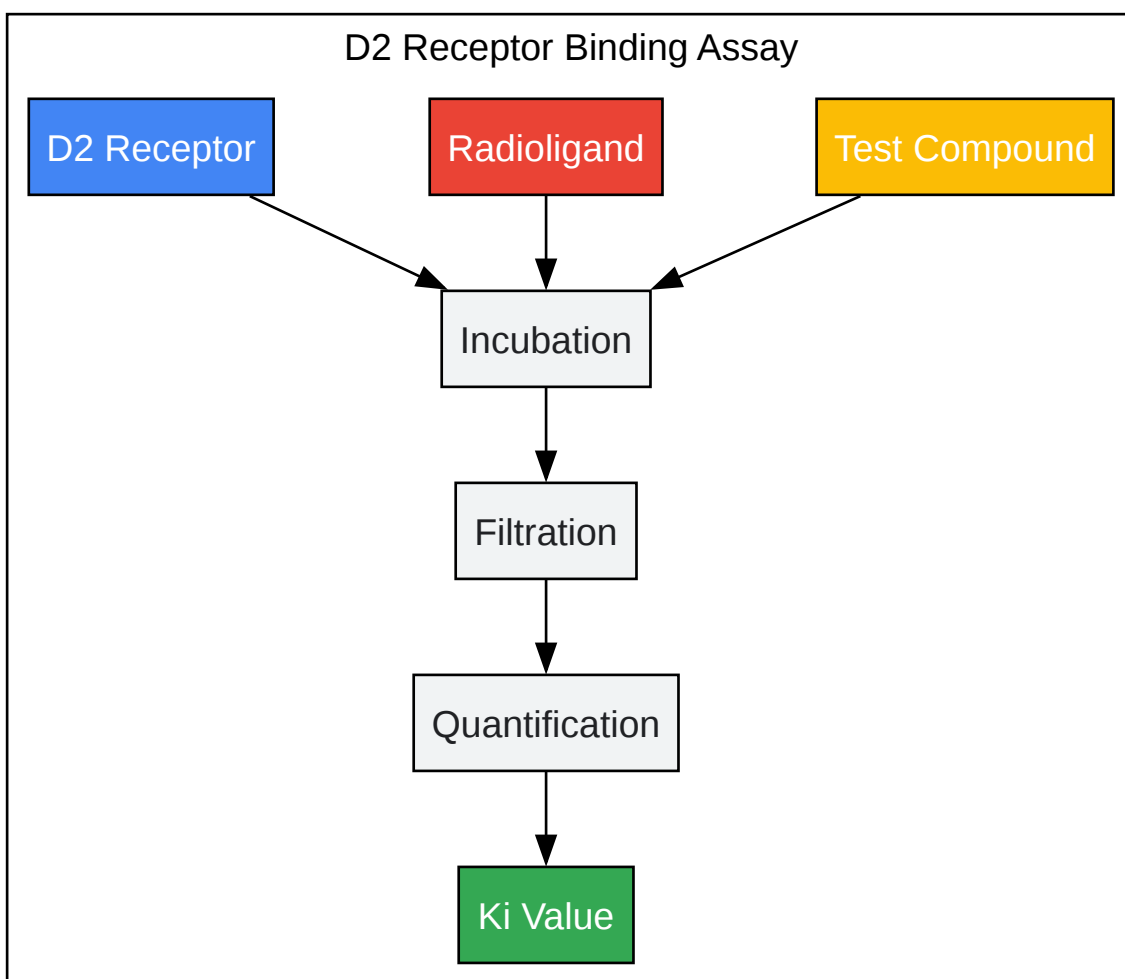 D2 Receptor Binding Assay
D2 Receptor
Radioligand
Test Compound
Incubation
Filtration
Quantification
Ki Value